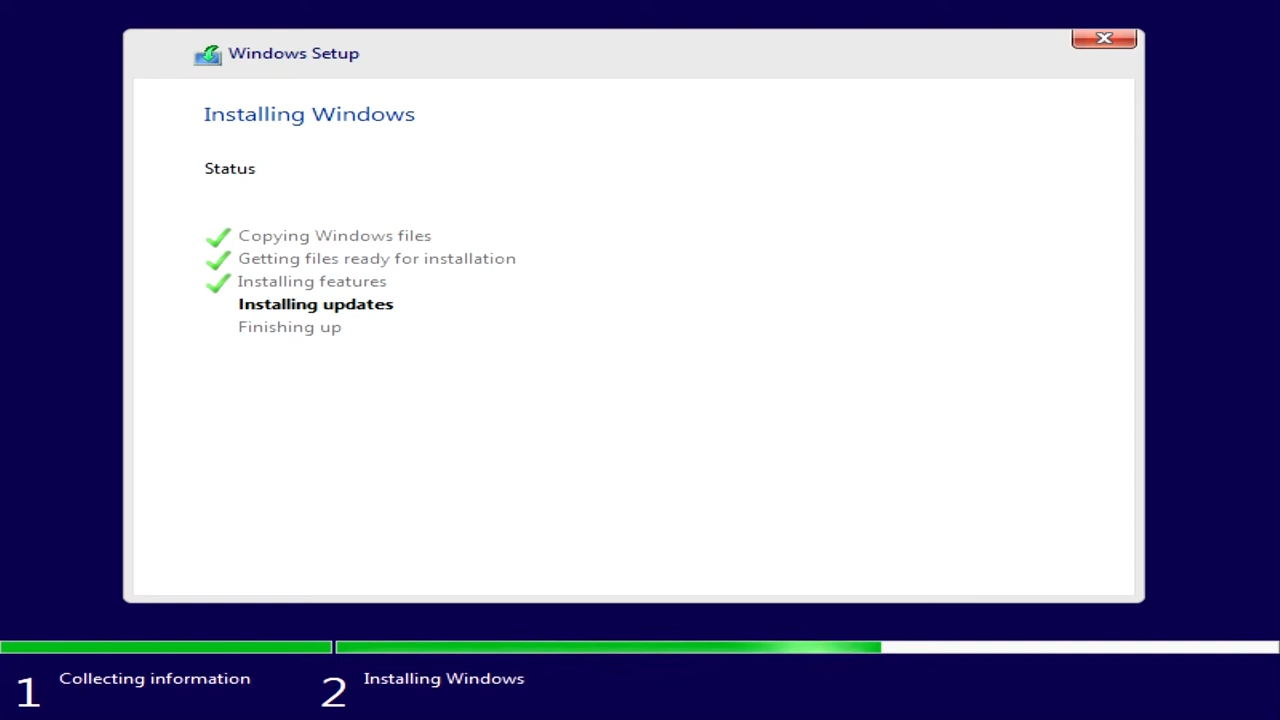 Windows Setup
Installing Windows
Status
Copying Windows files
Getting files ready for installation
Installing features
Installing updates
Finishing up
1 Collecting information
2 Installing Windows